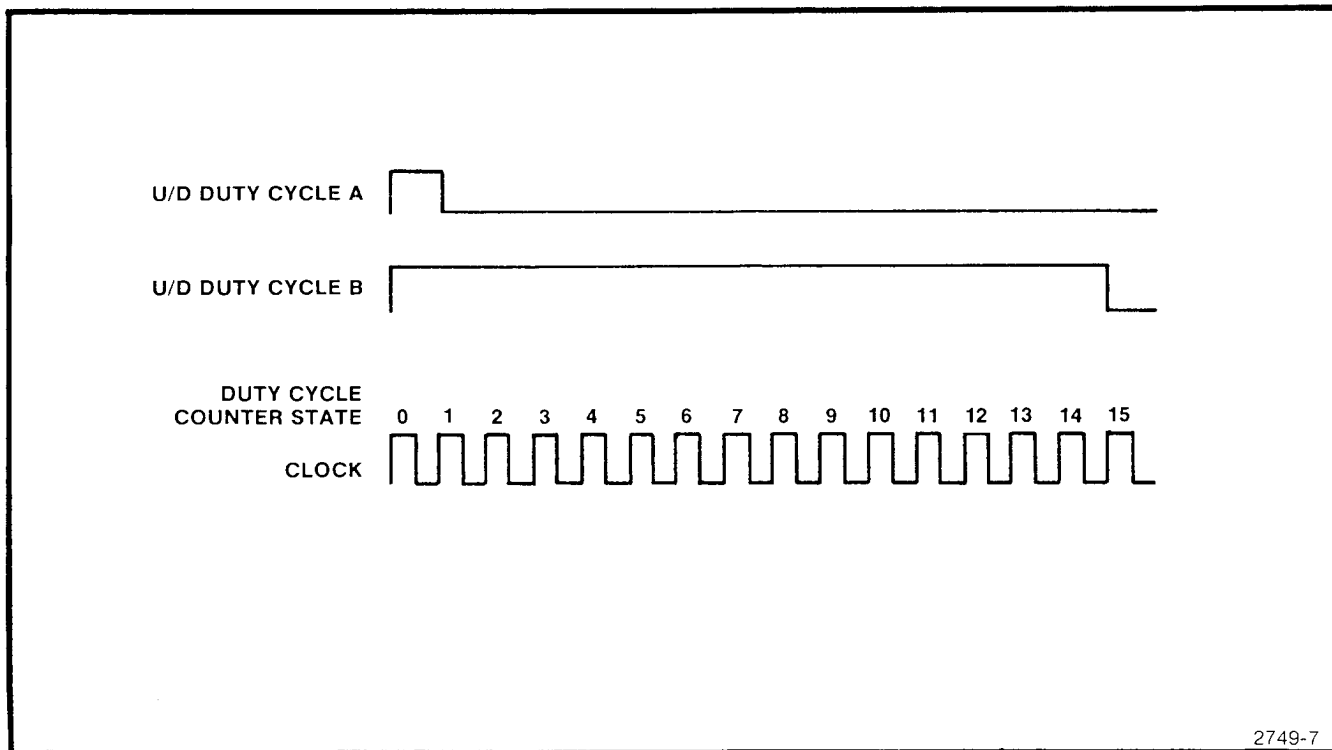 U/D DUTY CYCLE A
U/D DUTY CYCLE B
DUTY CYCLE
COUNTER STATE 0 1 2 3 4 5 6 7 8 9 10 11 12 13 14 15
CLOCK
2749-7